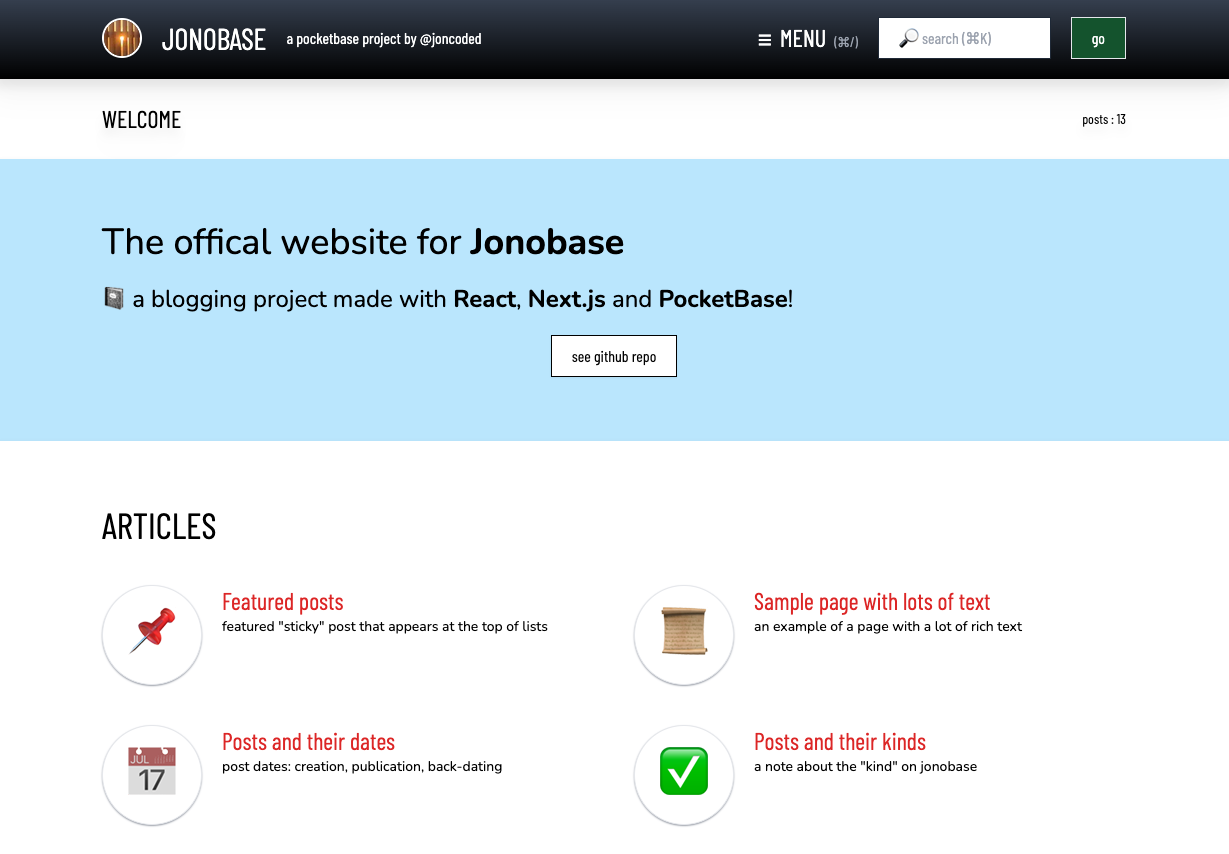 JONOBASE a pocketbase project by @joncoded ≡ MENU (⌘/) search (⌘K) go
WELCOME posts : 13
The offical website for Jonobase
a blogging project made with React, Next.js and PocketBase!
see github repo
ARTICLES
Featured posts
featured "sticky" post that appears at the top of lists
Sample page with lots of text
an example of a page with a lot of rich text
JUL
17
Posts and their dates
post dates: creation, publication, back-dating
Posts and their kinds
a note about the "kind" on jonobase